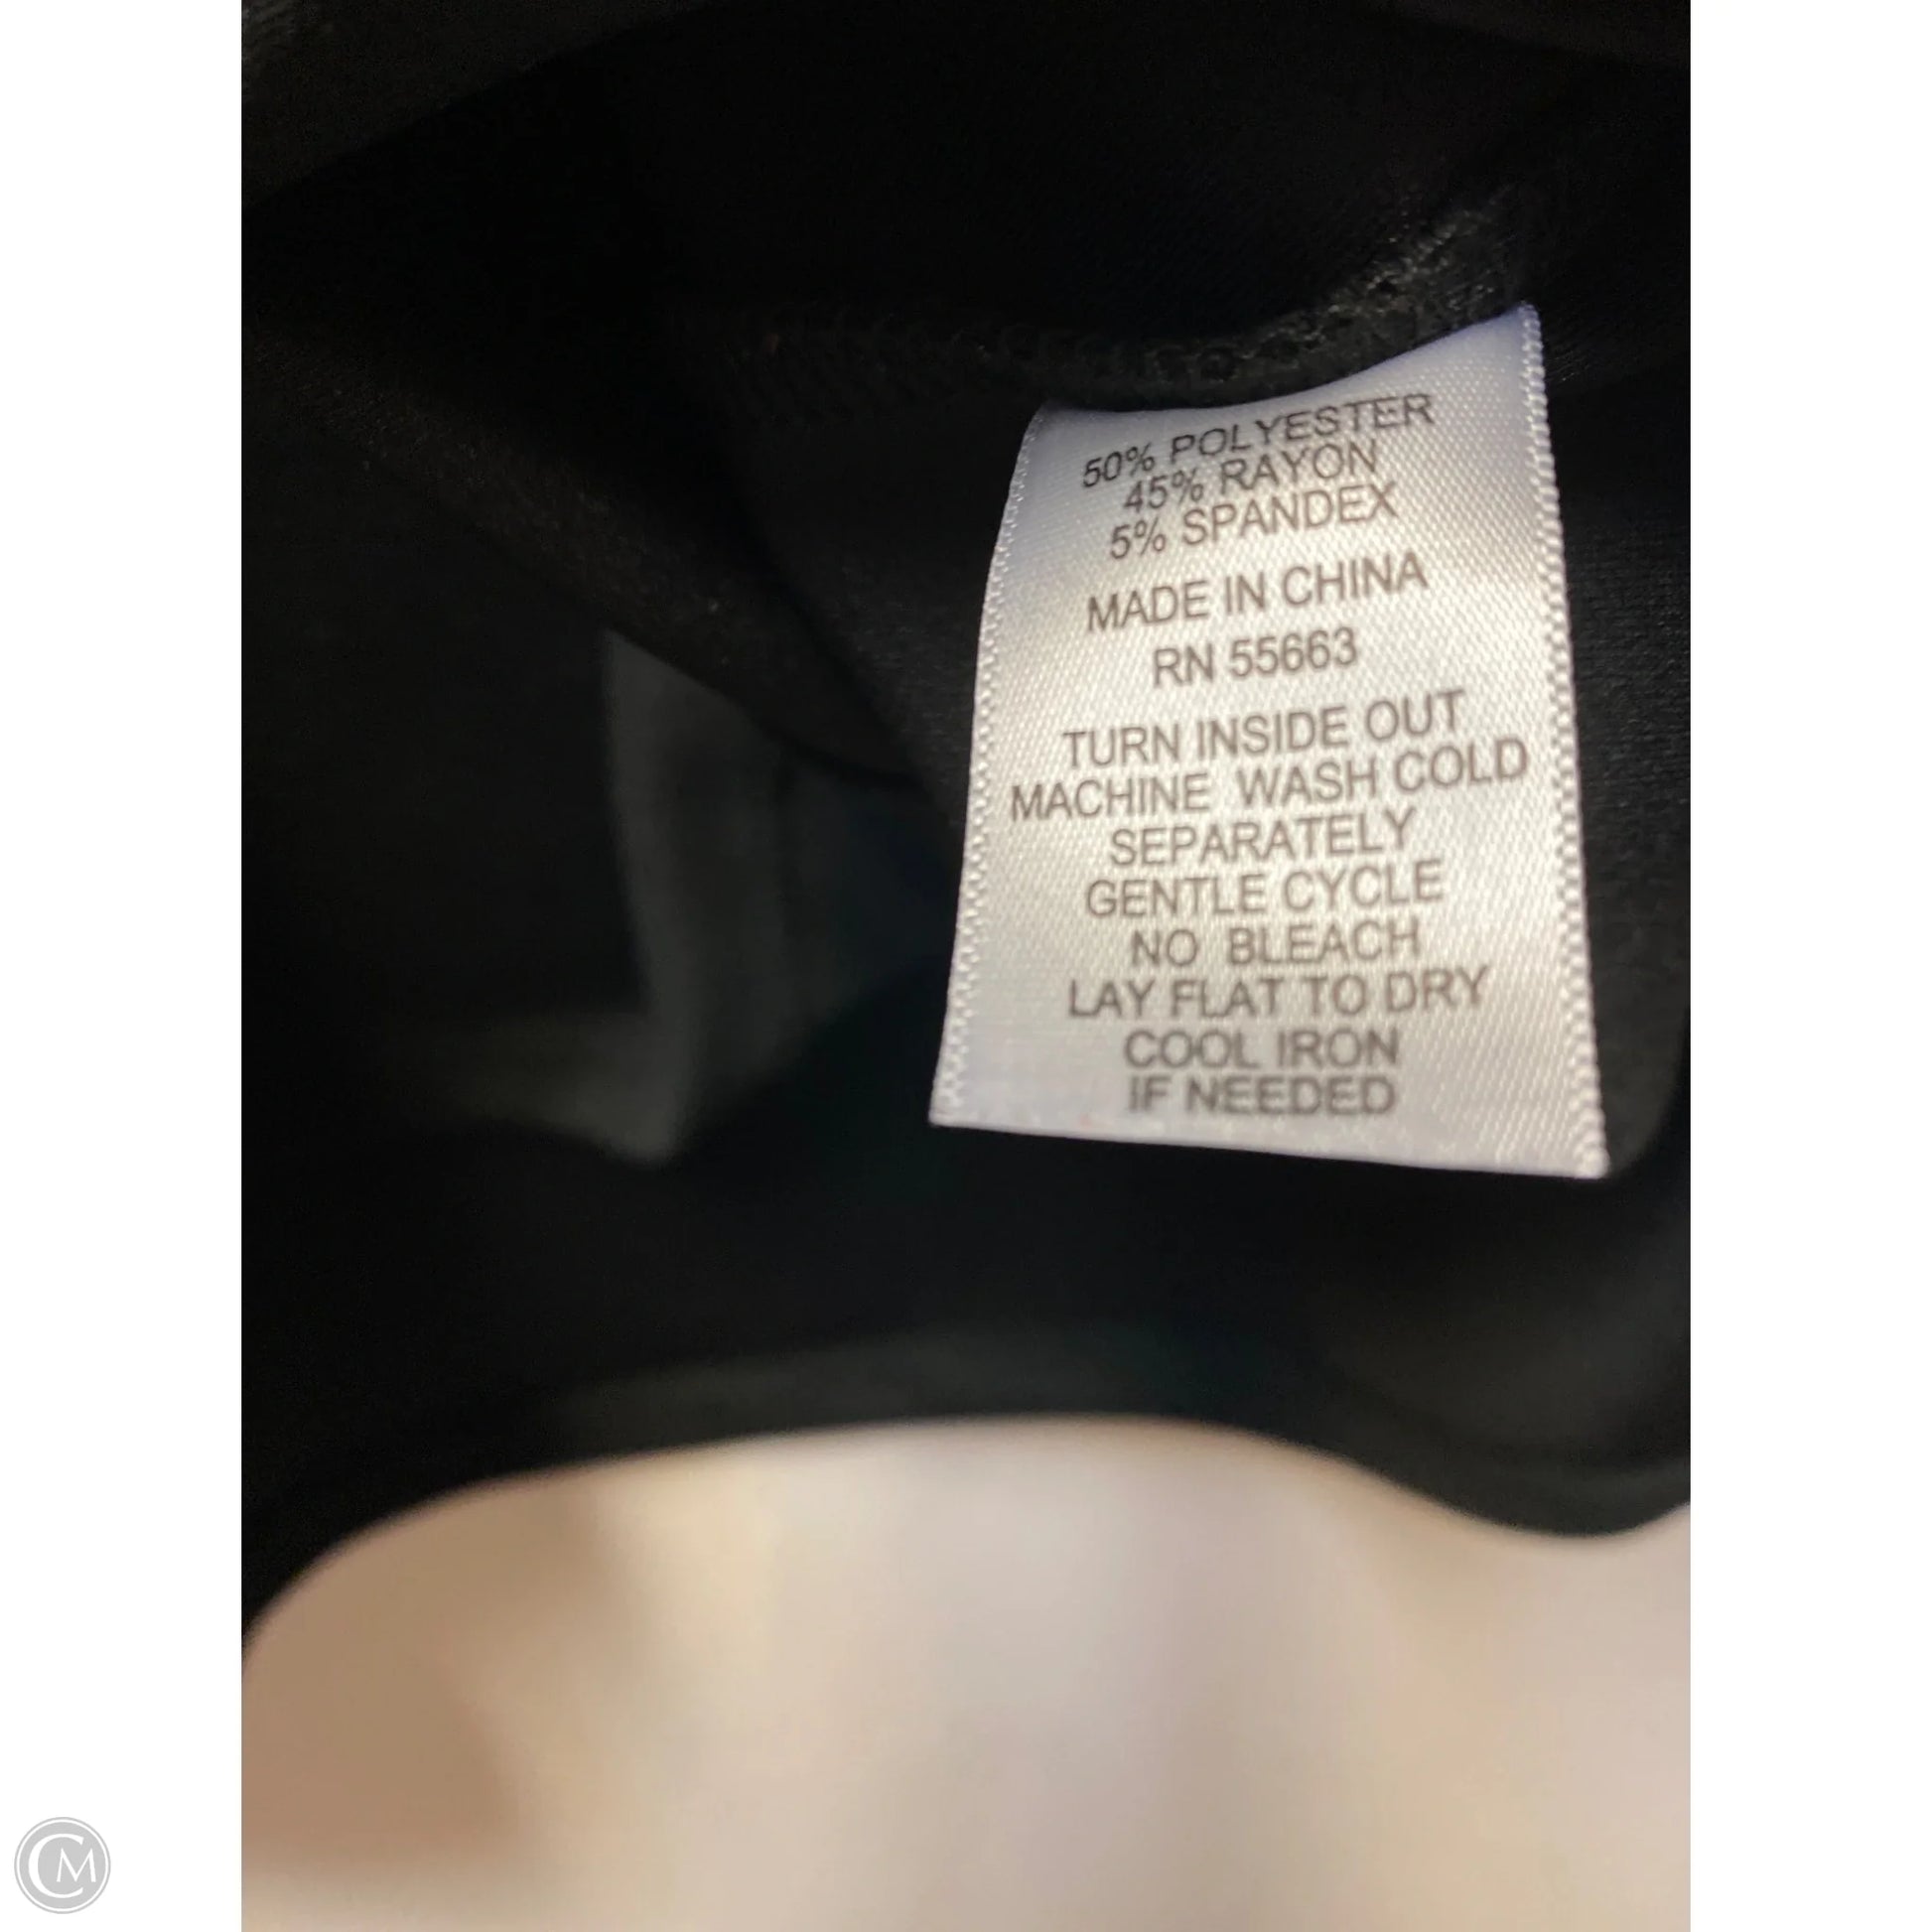 50% POLYESTER
45% RAYON
5% SPANDEX
MADE IN CHINA
RN 55663
TURN INSIDE OUT
MACHINE WASH COLD
SEPARATELY
GENTLE CYCLE
NO BLEACH
LAY FLAT TO DRY
COOL IRON
IF NEEDED
CM